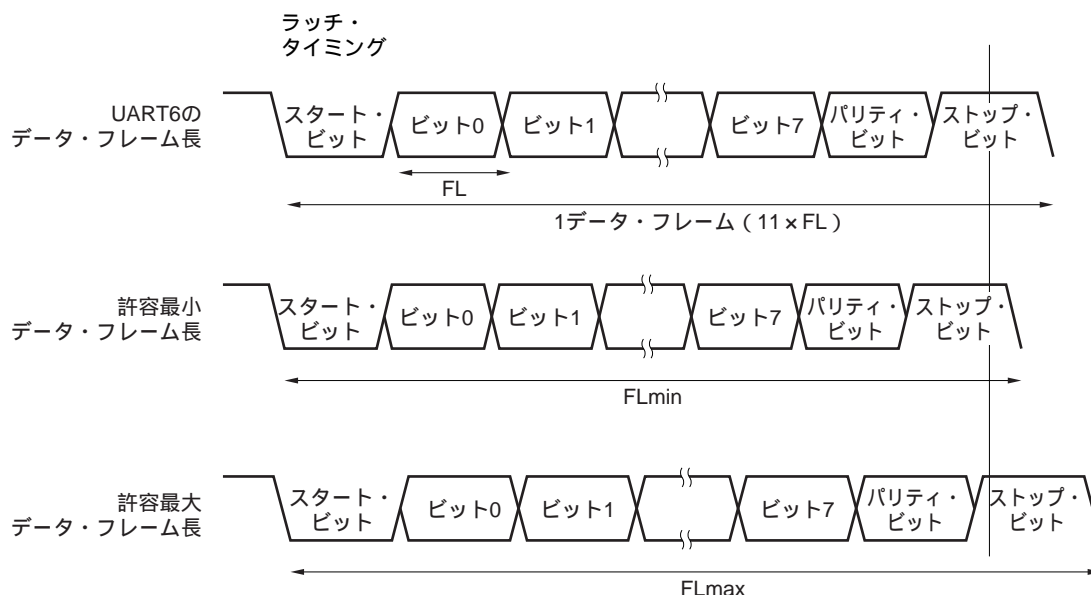 ラッチ・
タイミング
UART6の
データ・フレーム長
スタート・
ビット
ビット0
ビット1
ビット7
パリティ・
ビット
ストップ・
ビット
FL
1データ・フレーム（11×FL）
許容最小
データ・フレーム長
スタート・
ビット
ビット0
ビット1
ビット7
パリティ・
ビット
ストップ・
ビット
FLmin
許容最大
データ・フレーム長
スタート・
ビット
ビット0
ビット1
ビット7
パリティ・
ビット
ストップ・
ビット
FLmax